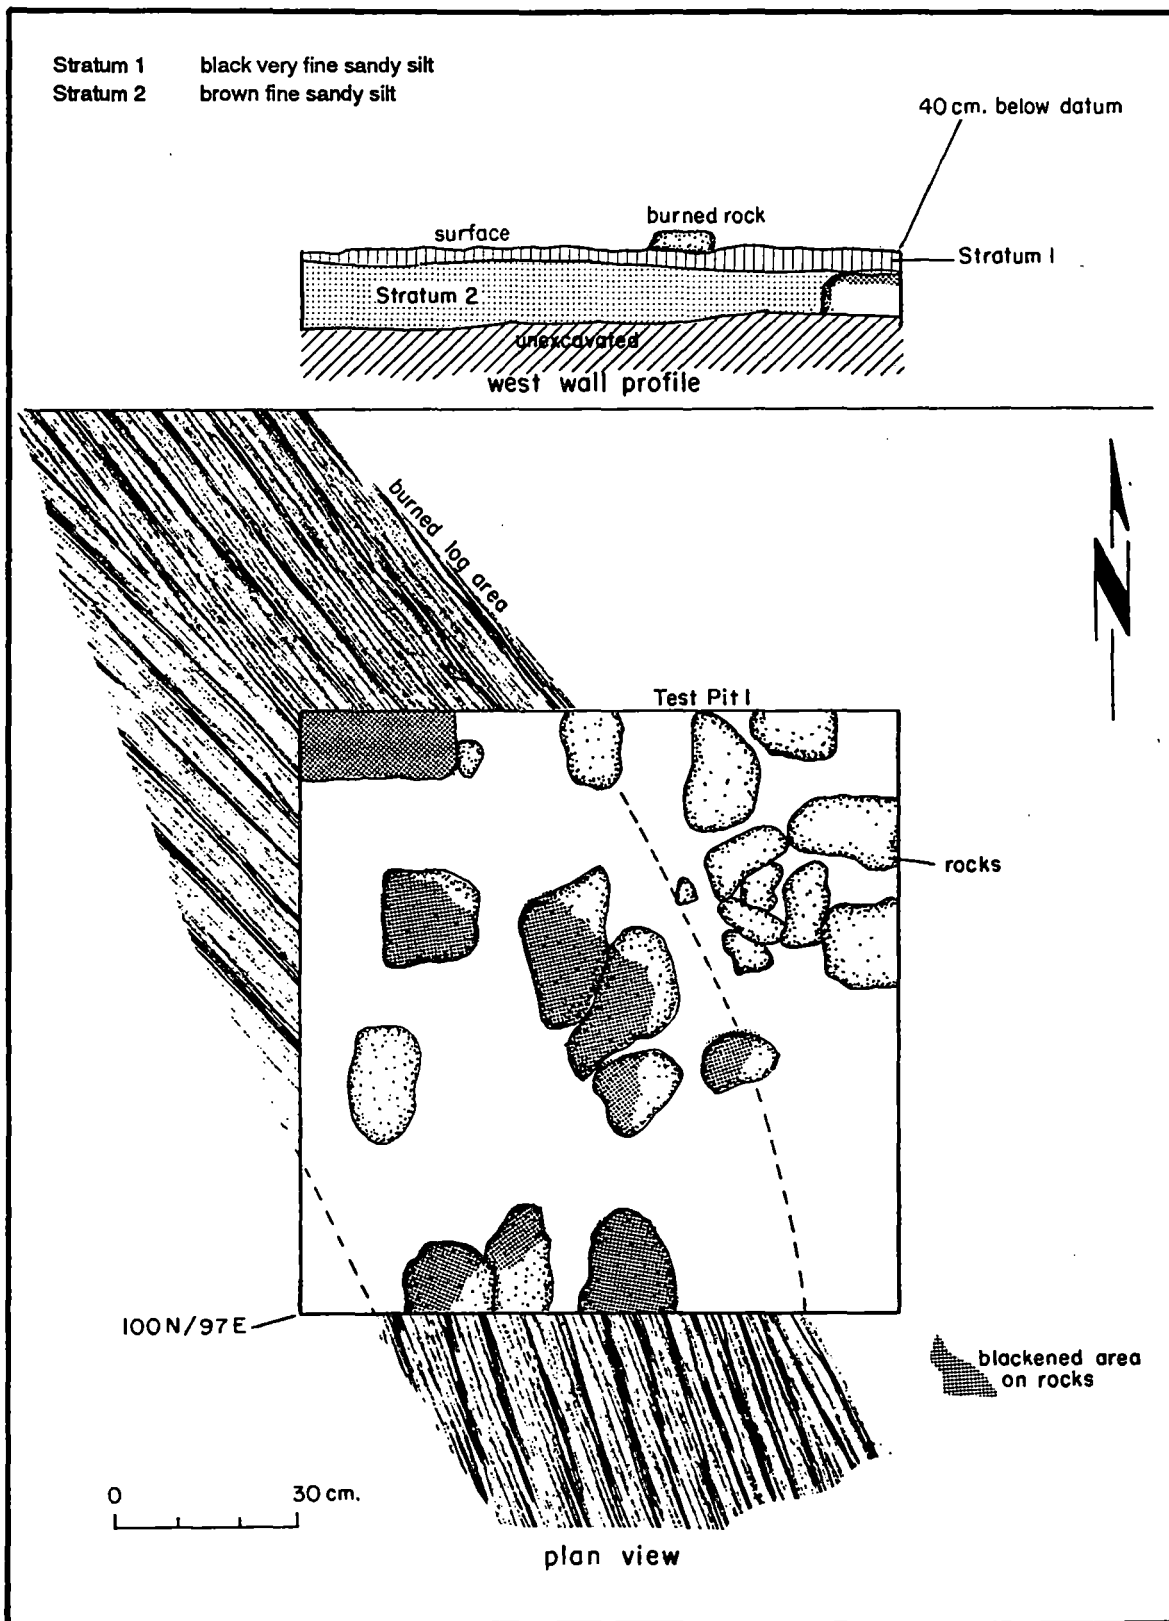 Stratum 1 black very fine sandy silt
Stratum 2 brown fine sandy silt
40 cm. below datum
burned rock
surface
Stratum 1
Stratum 2
unexcavated
west wall profile
burned log area
N
Test Pit 1
rocks
100 N/97 E
blackened area
on rocks
0 30 cm.
plan view